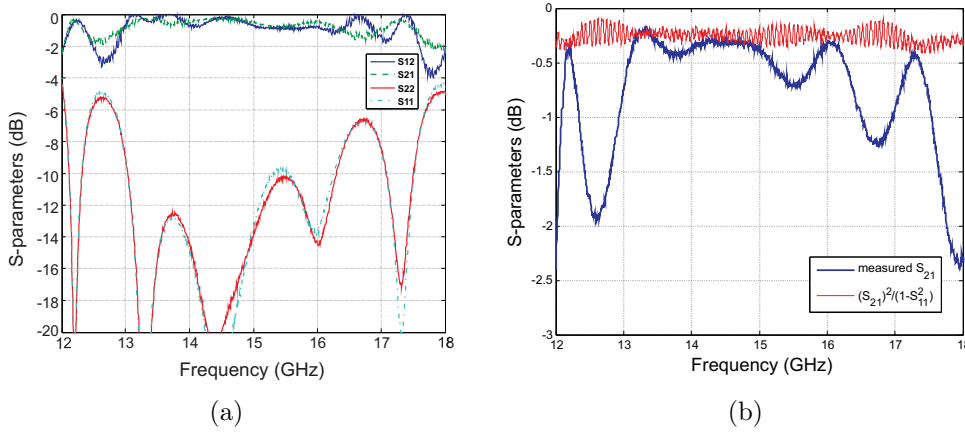 0
-2
-4
-6
-8
-10
-12
-14
-16
-18
-20
12 13 14 15 16 17 18
S-parameters (dB)
Frequency (GHz)
S12
S21
S22
S11
(a)
0
-0.5
-1
-1.5
-2
-2.5
-3
12 13 14 15 16 17 18
S-parameters (dB)
Frequency (GHz)
measured S₂₁
(S₂₁)²/(1-S²₁₁)
(b)